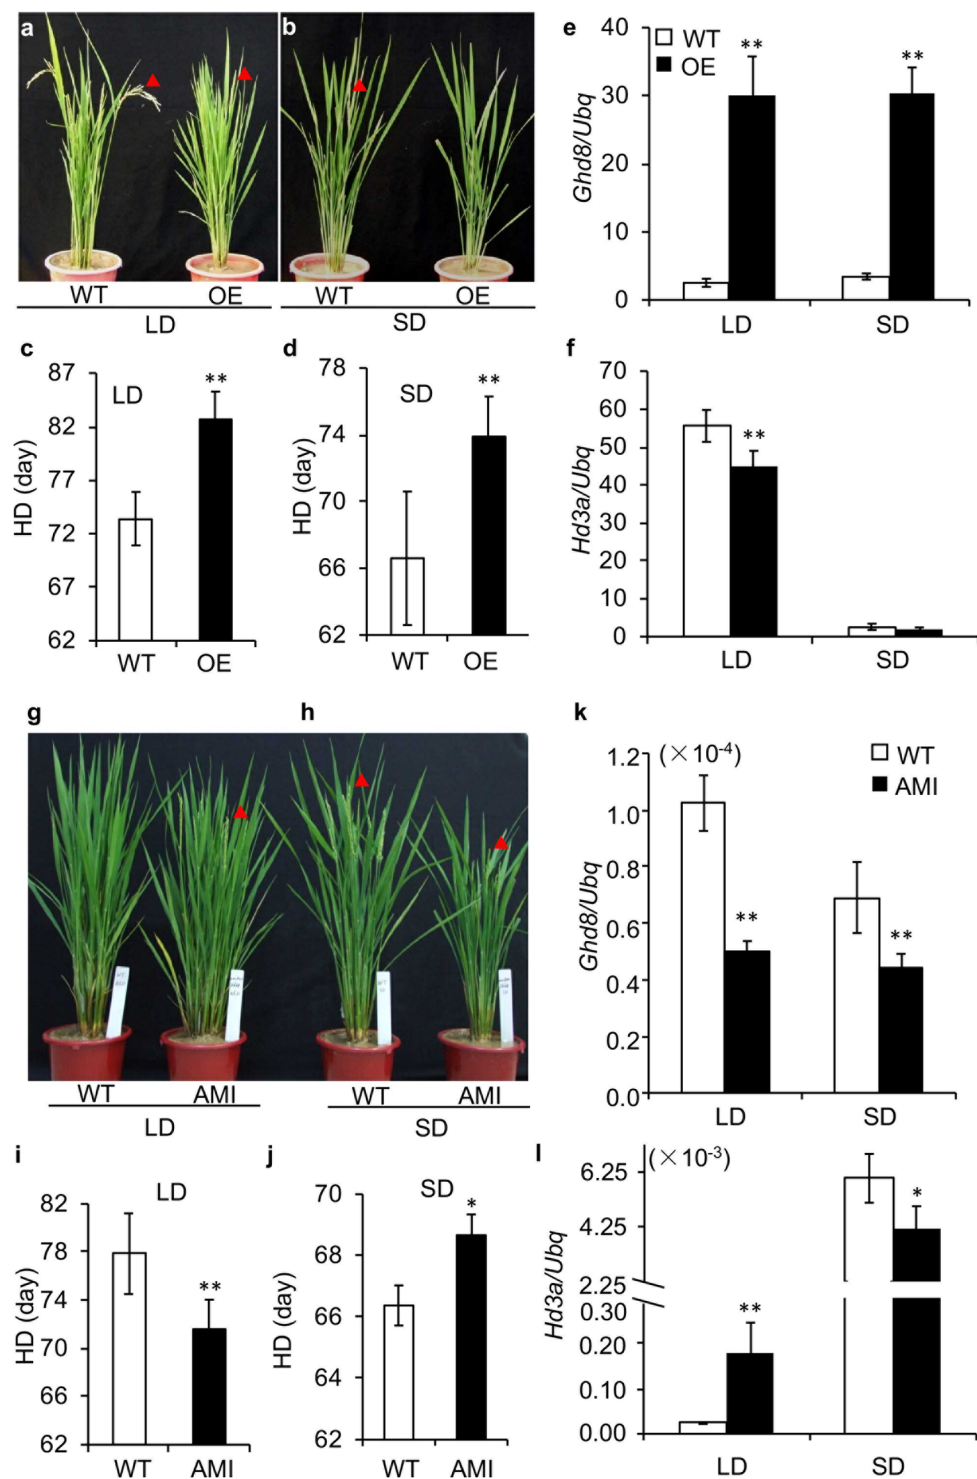 a
b
WT
OE
WT
OE
LD
SD
e
WT
OE
40
30
20
10
0
Ghd8/Ubq
**
**
LD
SD
c
87
82
77
72
67
62
HD (day)
LD
**
WT
OE
d
78
74
70
66
62
HD (day)
SD
**
WT
OE
f
70
60
50
40
30
20
10
0
Hd3a/Ubq
**
LD
SD
g
h
WT
AMI
WT
AMI
LD
SD
k
(×10-4)
WT
AMI
1.2
1.0
0.8
0.6
0.4
0.2
0.0
Ghd8/Ubq
**
**
LD
SD
i
LD
82
78
74
70
66
62
HD (day)
**
WT
AMI
j
SD
70
68
66
64
62
HD (day)
*
WT
AMI
l
(×10-3)
6.25
4.25
2.25
0.30
0.20
0.10
0.00
Hd3a/Ubq
**
*
LD
SD